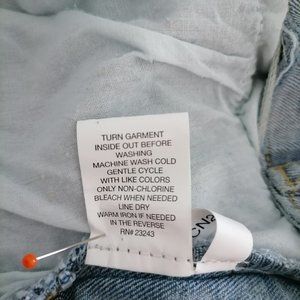 TURN GARMENT
INSIDE OUT BEFORE
WASHING
MACHINE WASH COLD
GENTLE CYCLE
WITH LIKE COLORS
ONLY NON-CHLORINE
BLEACH WHEN NEEDED
LINE DRY
WARM IRON IF NEEDED
IN THE REVERSE
RN# 23243